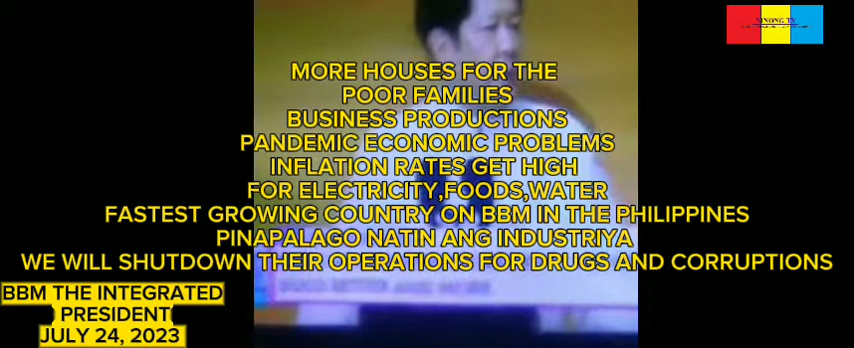 MORE HOUSES FOR THE
POOR FAMILIES
BUSINESS PRODUCTIONS
PANDEMIC ECONOMIC PROBLEMS
INFLATION RATES GET HIGH
FOR ELECTRICITY,FOODS,WATER
FASTEST GROWING COUNTRY ON BBM IN THE PHILIPPINES
PINAPALAGO NATIN ANG INDUSTRIYA
WE WILL SHUTDOWN THEIR OPERATIONS FOR DRUGS AND CORRUPTIONS
BBM THE INTEGRATED
PRESIDENT
JULY 24, 2023